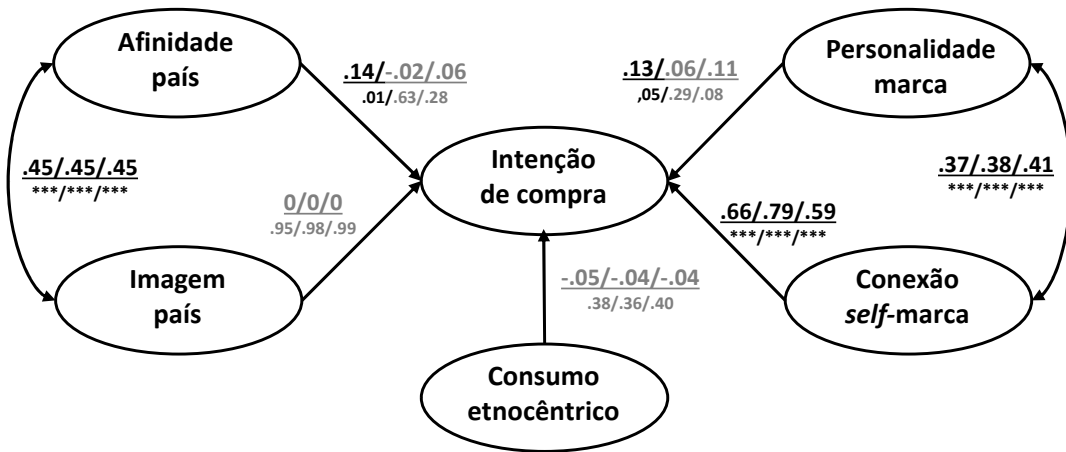 Afinidade
país
.14/-.02/.06
.01/.63/.28
.13/.06/.11
,05/.29/.08
Personalidade
marca
.45/.45/.45
***/***/***
Intenção
de compra
.37/.38/.41
***/***/***
0/0/0
.95/.98/.99
.66/.79/.59
***/***/***
Imagem
país
-.05/-.04/-.04
.38/.36/.40
Conexão
self-marca
Consumo
etnocêntrico